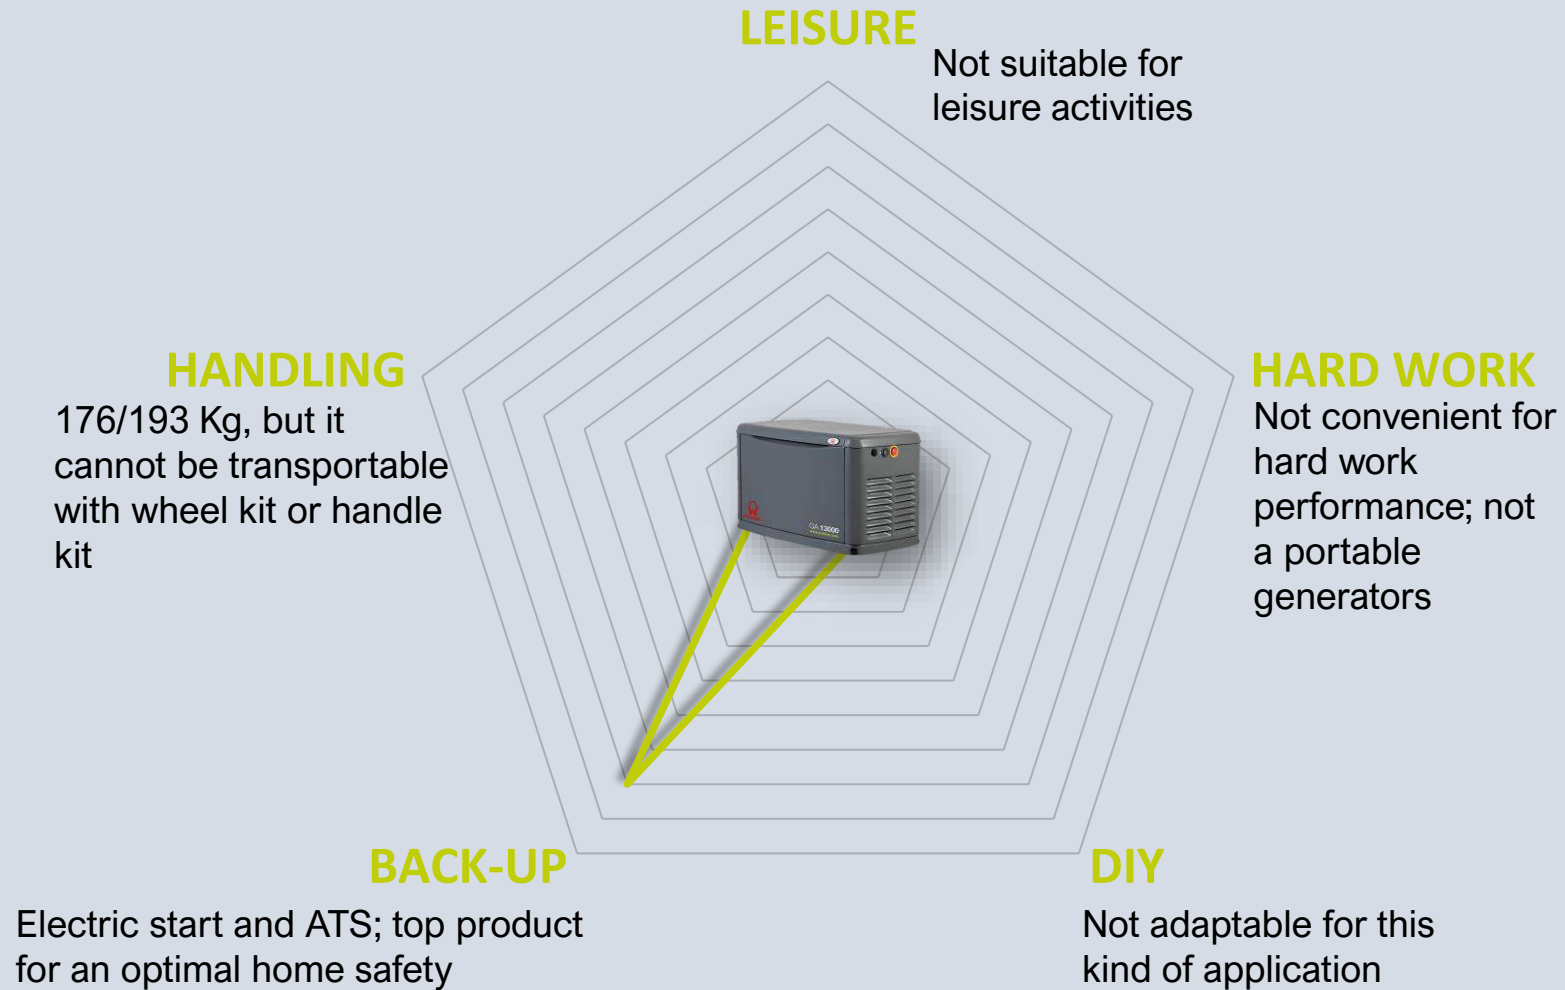 LEISURE
Not suitable for
leisure activities
HANDLING
176/193 Kg, but it
cannot be transportable
with wheel kit or handle
kit
HARD WORK
Not convenient for
hard work
performance; not
a portable
generators
GA 13000
BACK-UP
Electric start and ATS; top product
for an optimal home safety
DIY
Not adaptable for this
kind of application